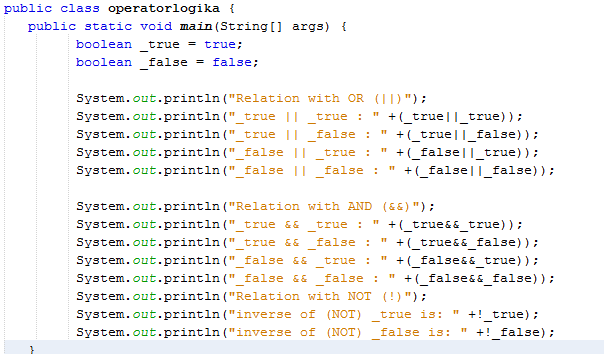 public class operatorlogika {
public static void main(String[] args) {
boolean _true = true;
boolean _false = false;
System.out.println("Relation with OR (||)");
System.out.println("_true || _true : " +(_true||_true));
System.out.println("_true || _false : " +(_true||_false));
System.out.println("_false || _true : " +(_false||_true));
System.out.println("_false || _false : " +(_false||_false));
System.out.println("Relation with AND (&&)");
System.out.println("_true && _true : " +(_true&&_true));
System.out.println("_true && _false : " +(_true&&_false));
System.out.println("_false && _true : " +(_false&&_true));
System.out.println("_false && _false : " +(_false&&_false));
System.out.println("Relation with NOT (!)");
System.out.println("inverse of (NOT) _true is: " +!_true);
System.out.println("inverse of (NOT) _false is: " +!_false);
}